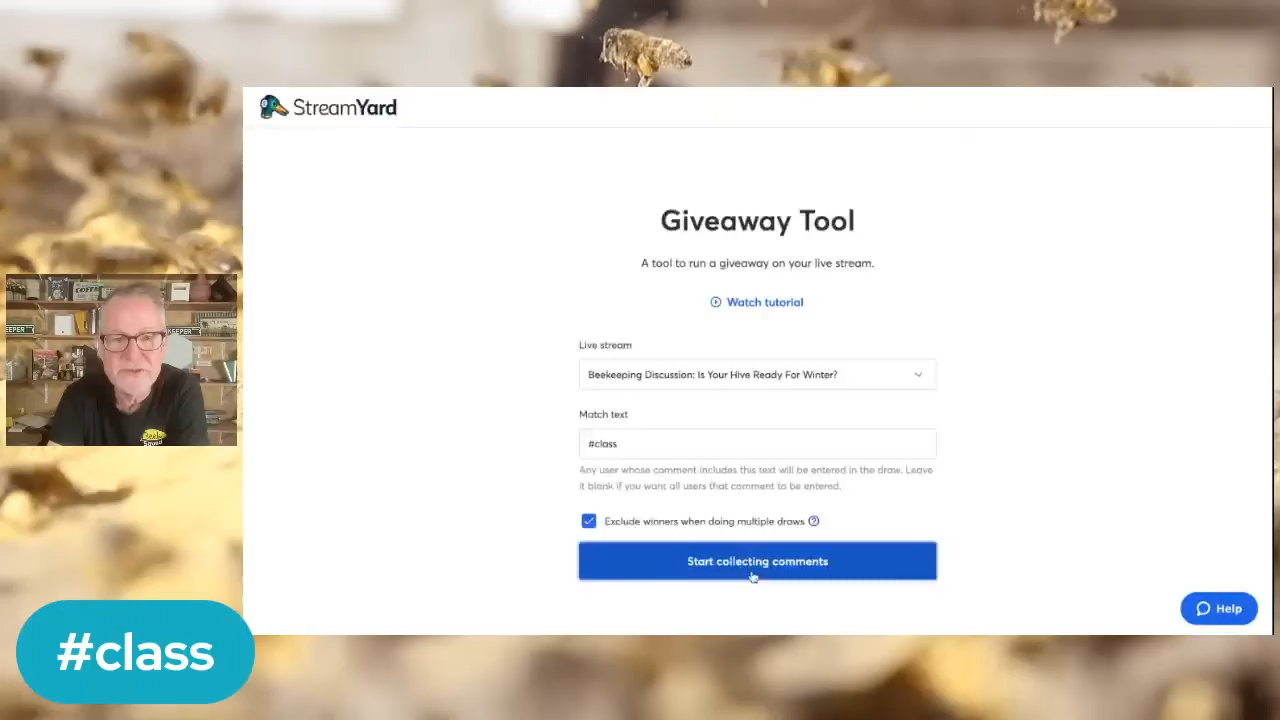 StreamYard
Giveaway Tool
A tool to run a giveaway on your live stream.
Watch tutorial
Live stream
Beekeeping Discussion: Is Your Hive Ready For Winter?
Match text
#class
Any user whose comment includes this text will be entered in the draw. Leave
it blank if you want all users that comment to be entered.
Exclude winners when doing multiple draws
Start collecting comments
Help
KEEPER
#class